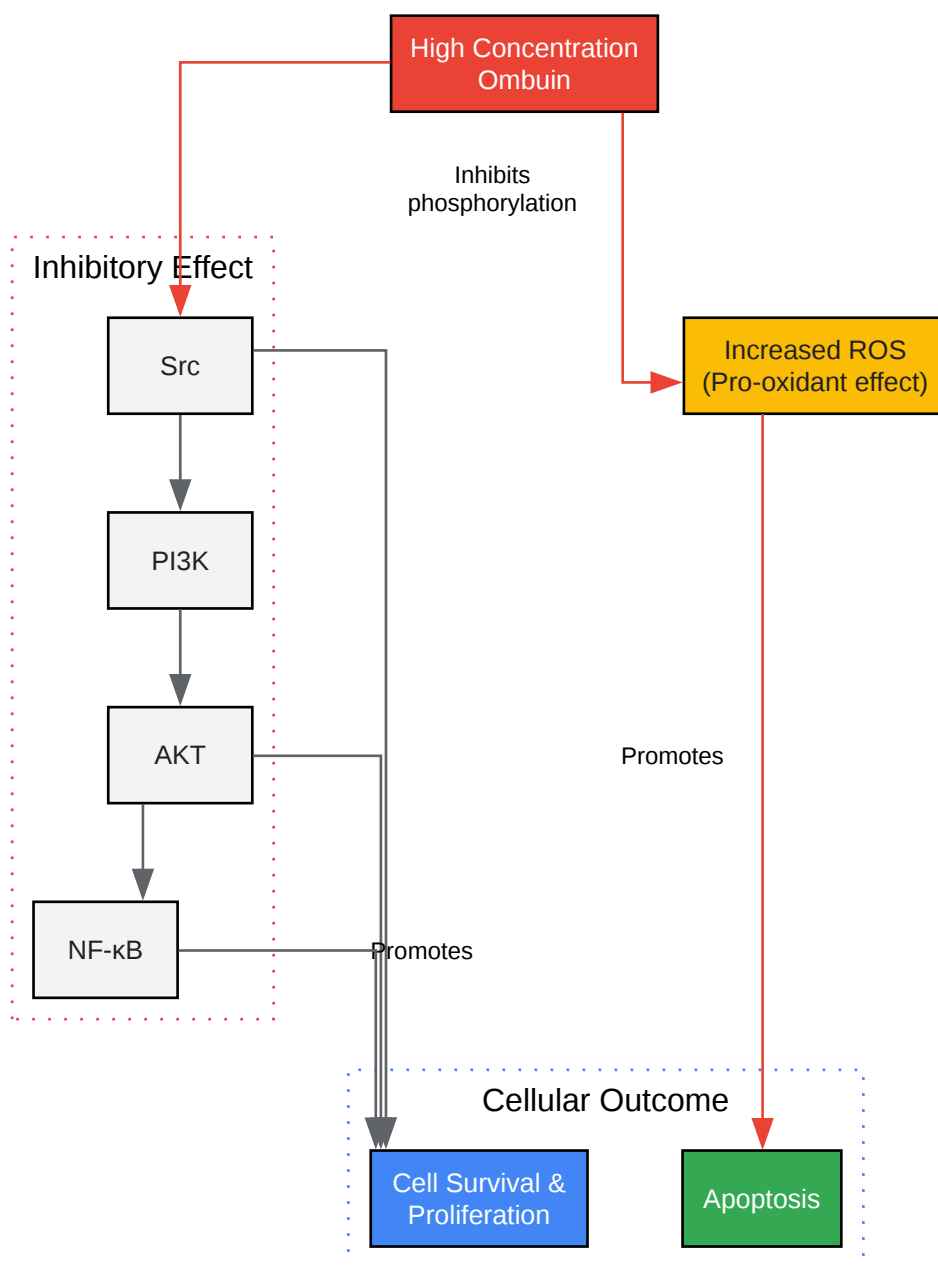 High Concentration
Ombuin
Inhibits
phosphorylation
Inhibitory Effect
Src
Increased ROS
(Pro-oxidant effect)
PI3K
AKT
Promotes
NF-κB
Promotes
Cellular Outcome
Cell Survival &
Proliferation
Apoptosis